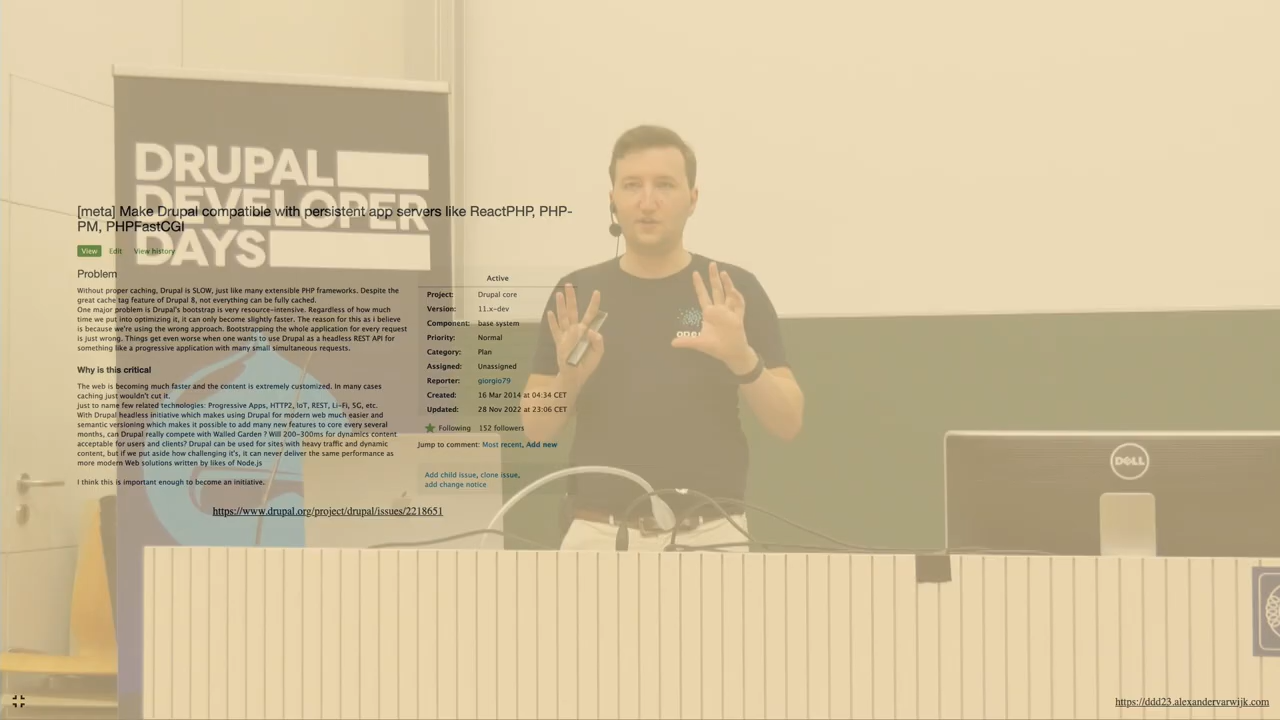 DRUPAL
DEVELOPER
DAYS
[meta] Make Drupal compatible with persistent app servers like ReactPHP, PHP-
PM, PHPFastCGI
View Edit View history
Problem
Without proper caching, Drupal is SLOW, just like many extensible PHP frameworks. Despite the
great cache tag feature of Drupal 8, not everything can be fully cached.
One major problem is Drupal's bootstrap is very resource-intensive. Regardless of how much
time we put into optimizing it, it can only become slightly faster. The reason for this as i believe
is because we're using the wrong approach. Bootstrapping the whole application for every request
is just wrong. Things get even worse when one wants to use Drupal as a headless REST API for
something like a progressive application with many small simultaneous requests.
Why is this critical
The web is becoming much faster and the content is extremely customized. In many cases
caching just wouldn't cut it.
just to name few related technologies: Progressive Apps, HTTP2, IoT, REST, Li-Fi, 5G, etc.
With Drupal headless initiative which makes using Drupal for modern web much easier and
semantic versioning which makes it possible to add many new features to core every several
months, can Drupal really compete with Walled Garden ? Will 200-300ms for dynamics content
acceptable for users and clients? Drupal can be used for sites with heavy traffic and dynamic
content, but if we put aside how challenging it's, it can never deliver the same performance as
more modern Web solutions written by likes of Node.js
I think this is important enough to become an initiative.
Active
Project: Drupal core
Version: 11.x-dev
Component: base system
Priority: Normal
Category: Plan
Assigned: Unassigned
Reporter: giorgio79
Created: 16 Mar 2014 at 04:34 CET
Updated: 28 Nov 2022 at 23:06 CET
Following 152 followers
Jump to comment: Most recent, Add new
Add child issue, clone issue,
add change notice
https://www.drupal.org/project/drupal/issues/2218651
DELL
https://ddd23.alexandervarwijk.com